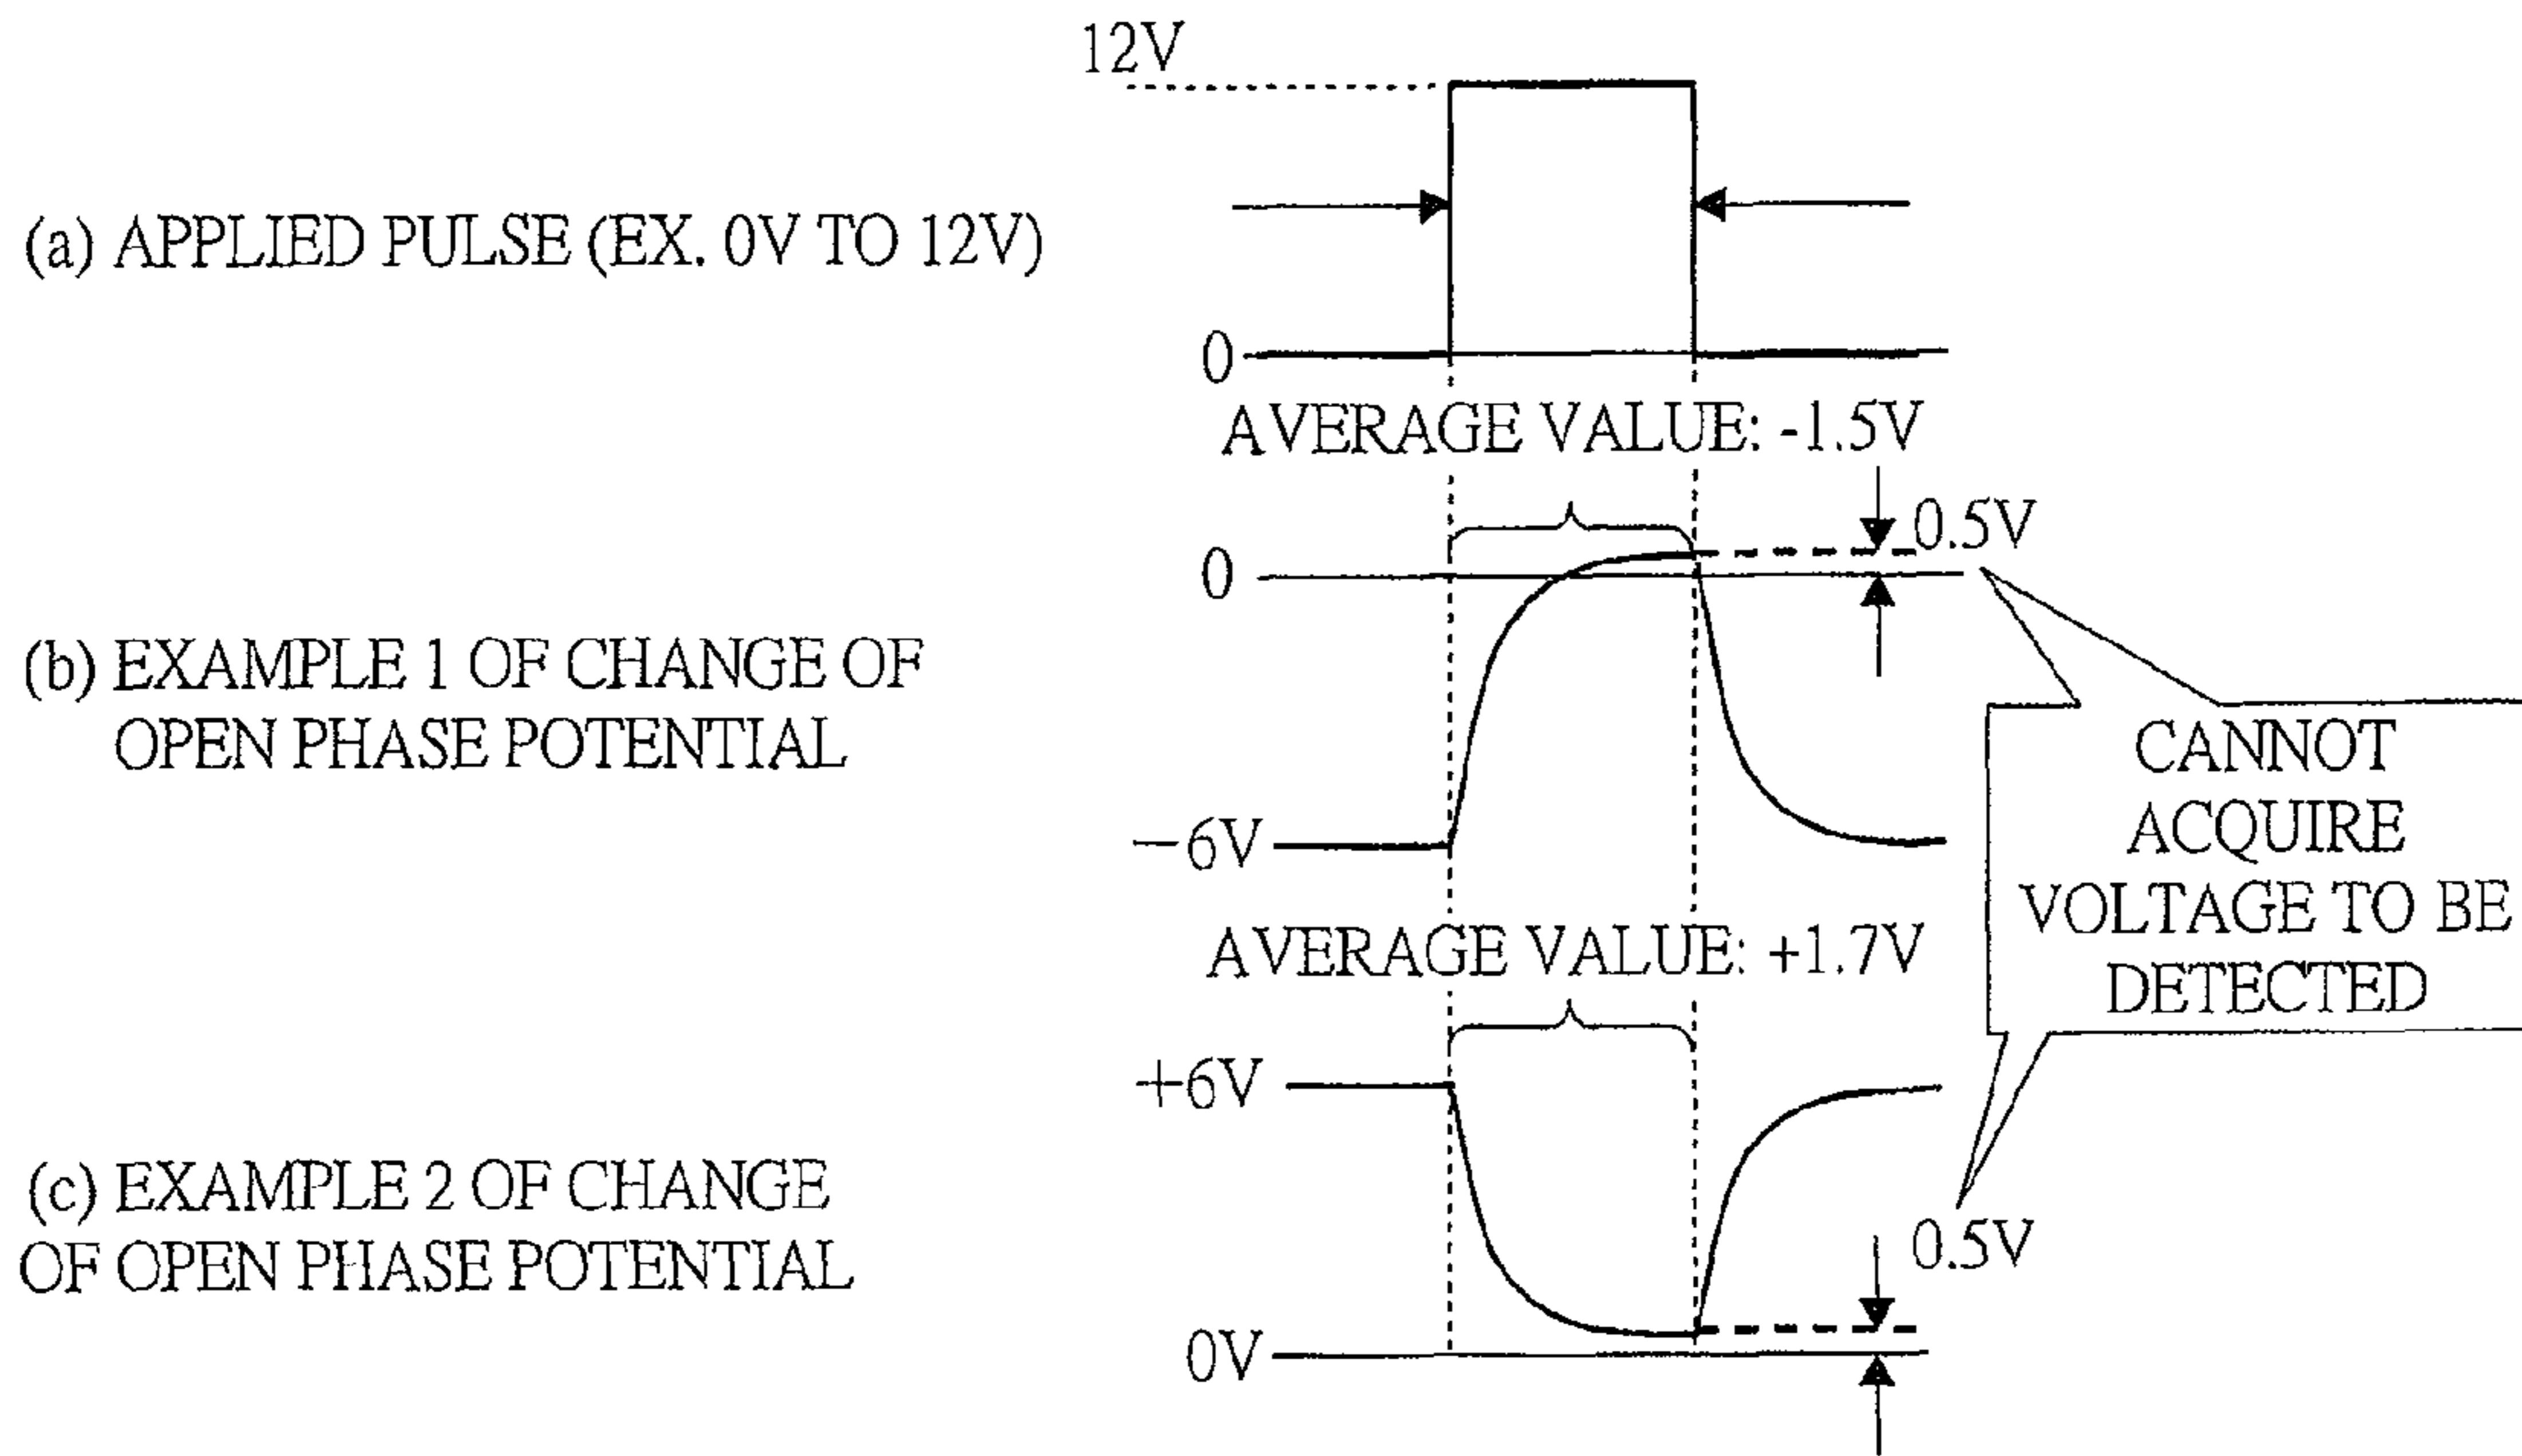 12V
(a) APPLIED PULSE (EX. 0V TO 12V)
0
AVERAGE VALUE: -1.5V
0.5V
0
(b) EXAMPLE 1 OF CHANGE OF
OPEN PHASE POTENTIAL
−6V
CANNOT
ACQUIRE
VOLTAGE TO BE
DETECTED
AVERAGE VALUE: +1.7V
+6V
(c) EXAMPLE 2 OF CHANGE
OF OPEN PHASE POTENTIAL
0.5V
0V